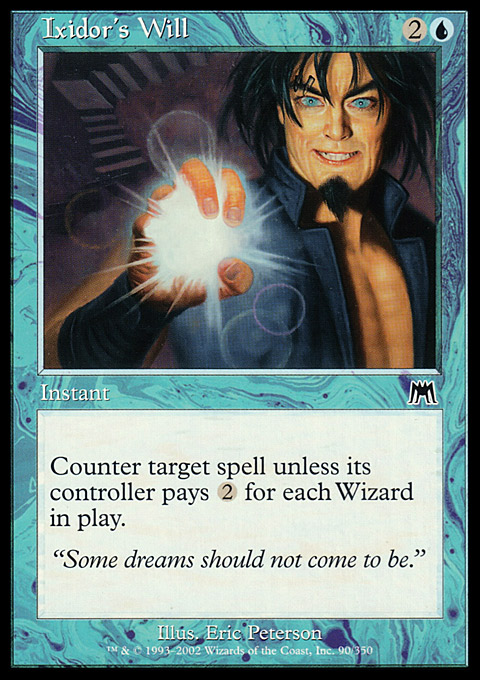 Ixidor's Will 2
Instant
Counter target spell unless its
controller pays 2 for each Wizard
in play.
“Some dreams should not come to be.”
Illus. Eric Peterson
™ & © 1993–2002 Wizards of the Coast, Inc. 90/350